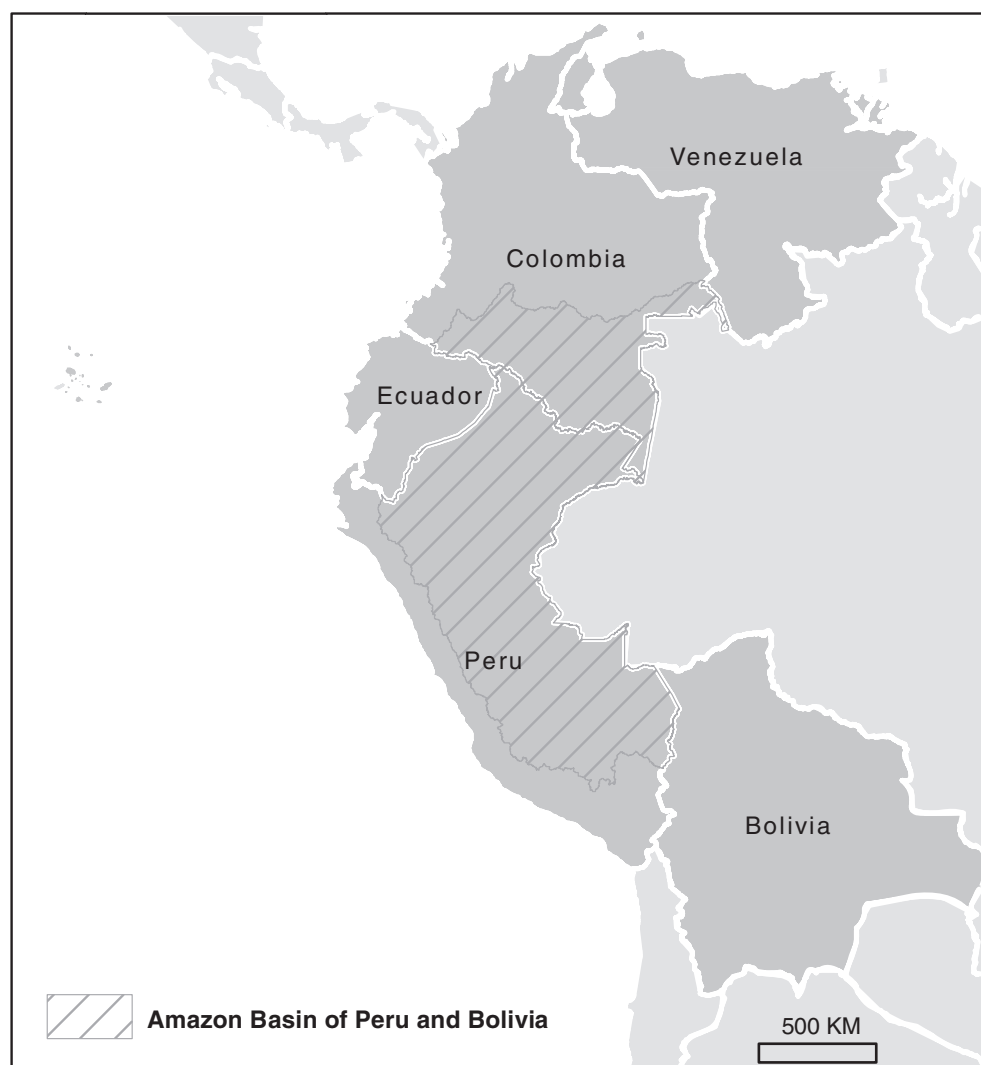 Venezuela
Colombia
Ecuador
Peru
Bolivia
Amazon Basin of Peru and Bolivia
500 KM